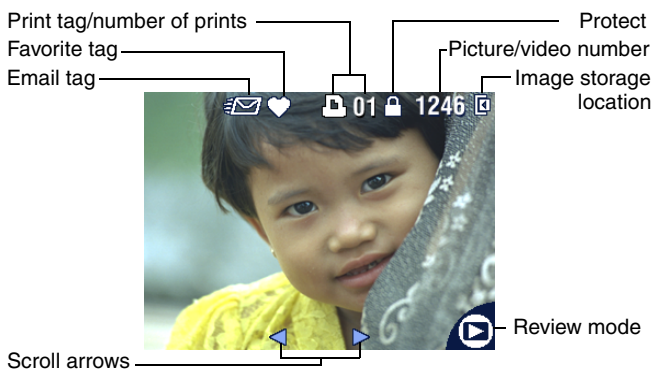 Print tag/number of prints
Favorite tag
Email tag
Protect
Picture/video number
Image storage
location
01
1246
Review mode
Scroll arrows